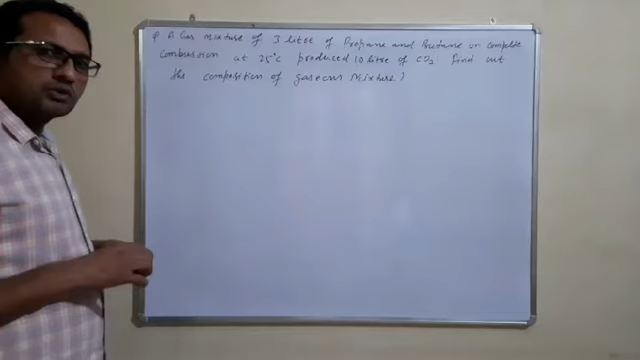 Q A Gas mixture of 3 litre of Propane and Butane on complete
Combustion at 25°C produced 10 litre of CO2 Find out
the composition of gaseous Mixture?